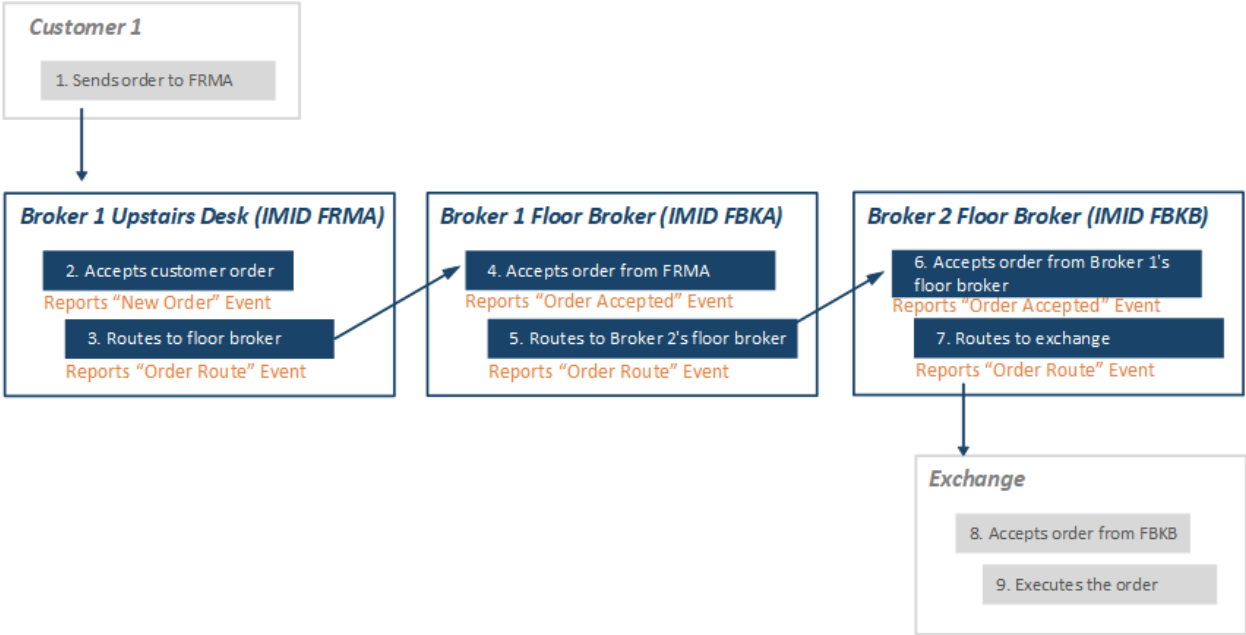 Customer 1
1. Sends order to FRMA
Broker 1 Upstairs Desk (IMID FRMA)
2. Accepts customer order
Reports “New Order” Event
3. Routes to floor broker
Reports “Order Route” Event
Broker 1 Floor Broker (IMID FBKA)
4. Accepts order from FRMA
Reports “Order Accepted” Event
5. Routes to Broker 2's floor broker
Reports “Order Route” Event
Broker 2 Floor Broker (IMID FBKB)
6. Accepts order from Broker 1's
floor broker
Reports “Order Accepted” Event
7. Routes to exchange
Reports “Order Route” Event
Exchange
8. Accepts order from FBKB
9. Executes the order